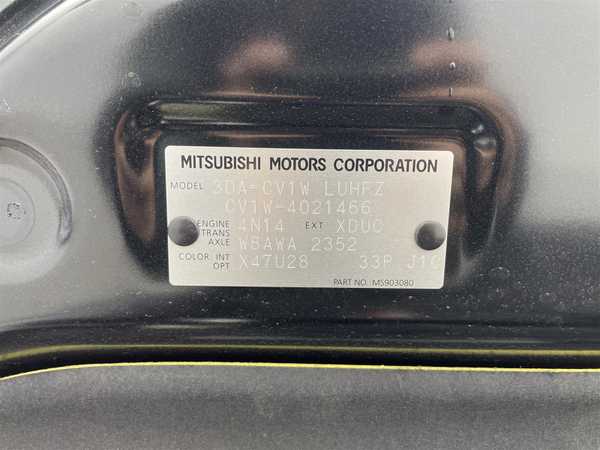 MITSUBISHI MOTORS CORPORATION
MODEL 3DA-CV1W LUHFZ
CV1W-4021466
ENGINE 4N14 EXT XDUC
TRANS
AXLE W8AWA 2352
COLOR. INT X47U28 33P J10
OPT
PART NO. MS903080